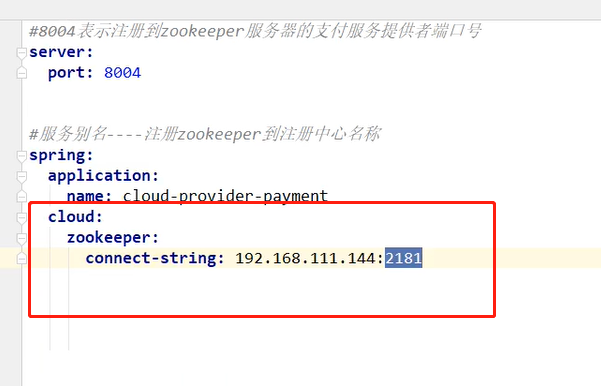 #8004表示注册到zookeeper服务器的支付服务提供者端口号
server:
port: 8004
#服务别名----注册zookeeper到注册中心名称
spring:
application:
name: cloud-provider-payment
cloud:
zookeeper:
connect-string: 192.168.111.144:2181